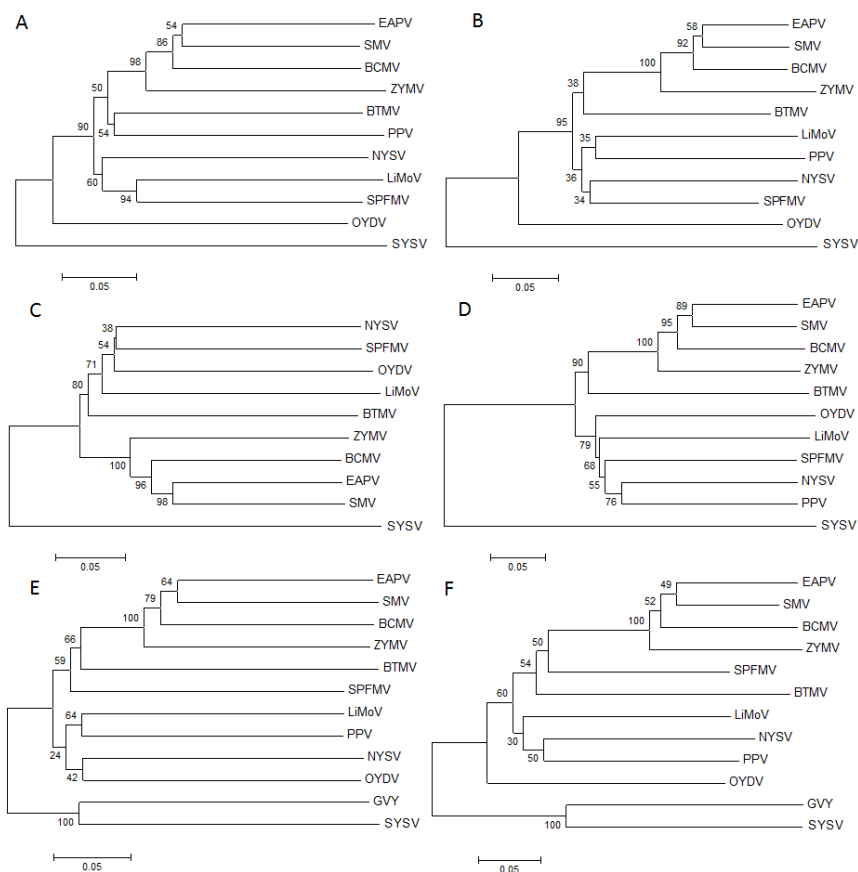 A
54
EAPV
86
SMV
98
BCMV
50
ZYMV
90
BTMV
54
PPV
NYSV
60
LiMoV
94
SPFMV
OYDV
SYSV
0.05
B
58
EAPV
92
SMV
100
BCMV
38
ZYMV
95
BTMV
35
LiMoV
PPV
36
NYSV
34
SPFMV
OYDV
SYSV
0.05
C
38
NYSV
54
SPFMV
71
OYDV
80
LiMoV
BTMV
ZYMV
100
BCMV
96
EAPV
98
SMV
SYSV
0.05
D
89
EAPV
95
SMV
100
BCMV
90
ZYMV
BTMV
OYDV
79
LiMoV
68
SPFMV
55
NYSV
76
PPV
SYSV
0.05
E
64
EAPV
79
SMV
100
BCMV
66
ZYMV
59
BTMV
SPFMV
64
LiMoV
PPV
24
NYSV
42
OYDV
GVY
100
SYSV
0.05
F
49
EAPV
52
SMV
100
BCMV
50
ZYMV
54
SPFMV
60
BTMV
LiMoV
30
NYSV
50
PPV
OYDV
GVY
100
SYSV
0.05